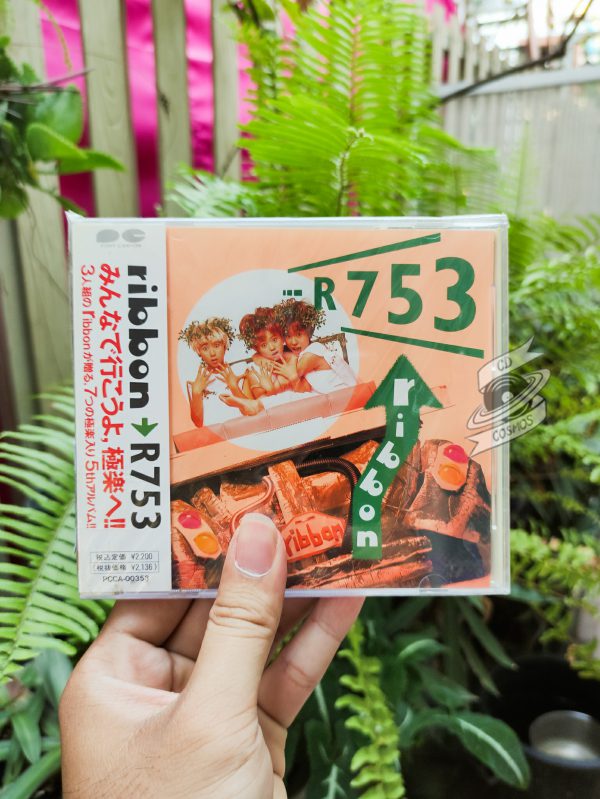 PONY CANYON
ribbon→R753
みんなで行こうよ,極楽へ!!
3人組のribbonが贈る、7つの極楽入り5thアルバム!!
税込定価 ¥2,200
(税抜価格 ¥2,136)
PCCA-00353
R753
ribbon
ribbon
CD
COSMOS